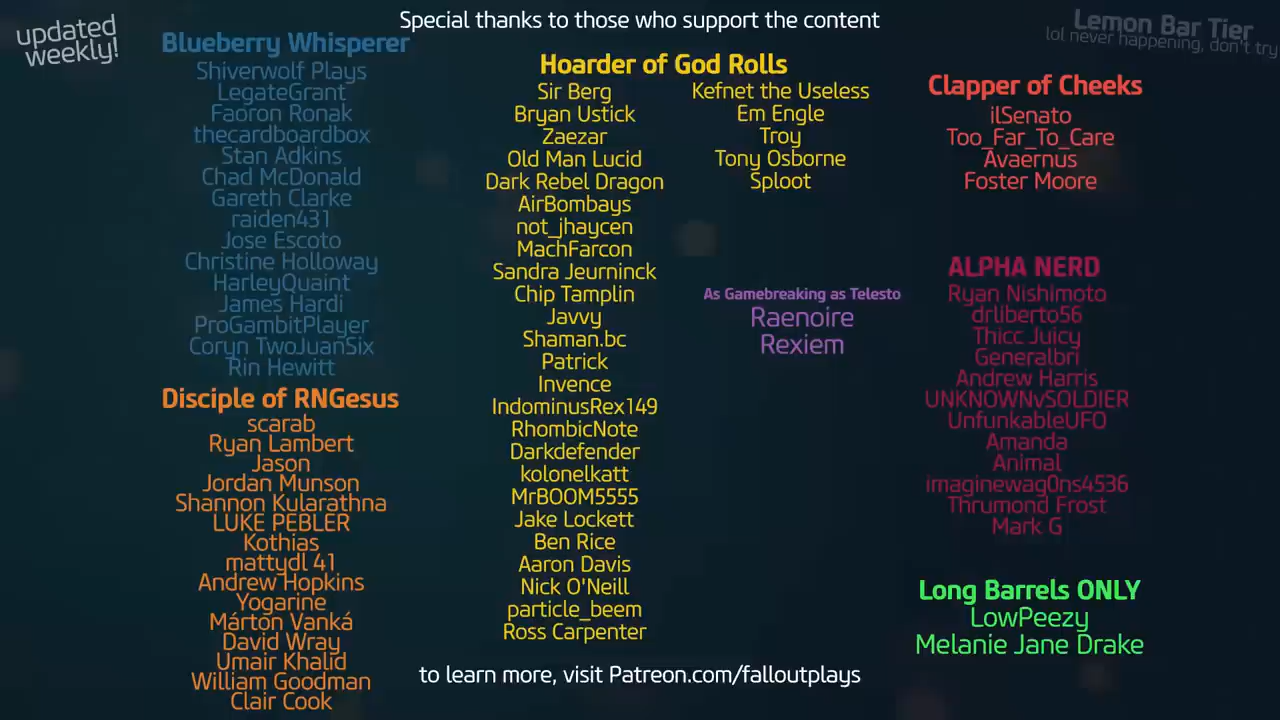 updated
weekly!
Special thanks to those who support the content
Lemon Bar Tier
lol never happening, don't try
Blueberry Whisperer
Shiverwolf Plays
LegateGrant
Faoron Ronak
thecardboardbox
Stan Adkins
Chad McDonald
Gareth Clarke
raiden431
Jose Escoto
Christine Holloway
HarleyQuaint
James Hardi
ProGambitPlayer
Coryn TwoJuanSix
Rin Hewitt
Disciple of RNGesus
scarab
Ryan Lambert
Jason
Jordan Munson
Shannon Kularathna
LUKE PEBLER
Kothias
mattydl 41
Andrew Hopkins
Yogarine
Márton Vanká
David Wray
Umair Khalid
William Goodman
Clair Cook
Hoarder of God Rolls
Sir Berg
Bryan Ustick
Zaezar
Old Man Lucid
Dark Rebel Dragon
AirBombays
not_jhaycen
MachFarcon
Sandra Jeurninck
Chip Tamplin
Javvy
Shaman.bc
Patrick
Invence
IndominusRex149
RhombicNote
Darkdefender
kolonelkatt
MrBOOM5555
Jake Lockett
Ben Rice
Aaron Davis
Nick O'Neill
particle_beem
Ross Carpenter
Kefnet the Useless
Em Engle
Troy
Tony Osborne
Sploot
As Gamebreaking as Telesto
Raenoire
Rexiem
Clapper of Cheeks
ilSenato
Too_Far_To_Care
Avaernus
Foster Moore
ALPHA NERD
Ryan NishImoto
drliberto56
Thicc Juicy
Generalbri
Andrew Harris
UNKNOWNvSOLDIER
UnfunkableUFO
Amanda
Animal
imaginewag0ns4536
Thrumond Frost
Mark G
Long Barrels ONLY
LowPeezy
Melanie Jane Drake
to learn more, visit Patreon.com/falloutplays